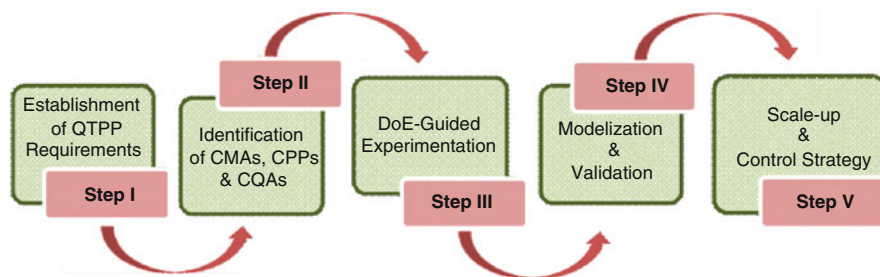 Establishment
of QTPP
Requirements
Step I
Step II
Identification
of CMAs, CPPs
& CQAs
DoE-Guided
Experimentation
Step III
Step IV
Modelization
&
Validation
Scale-up
&
Control Strategy
Step V